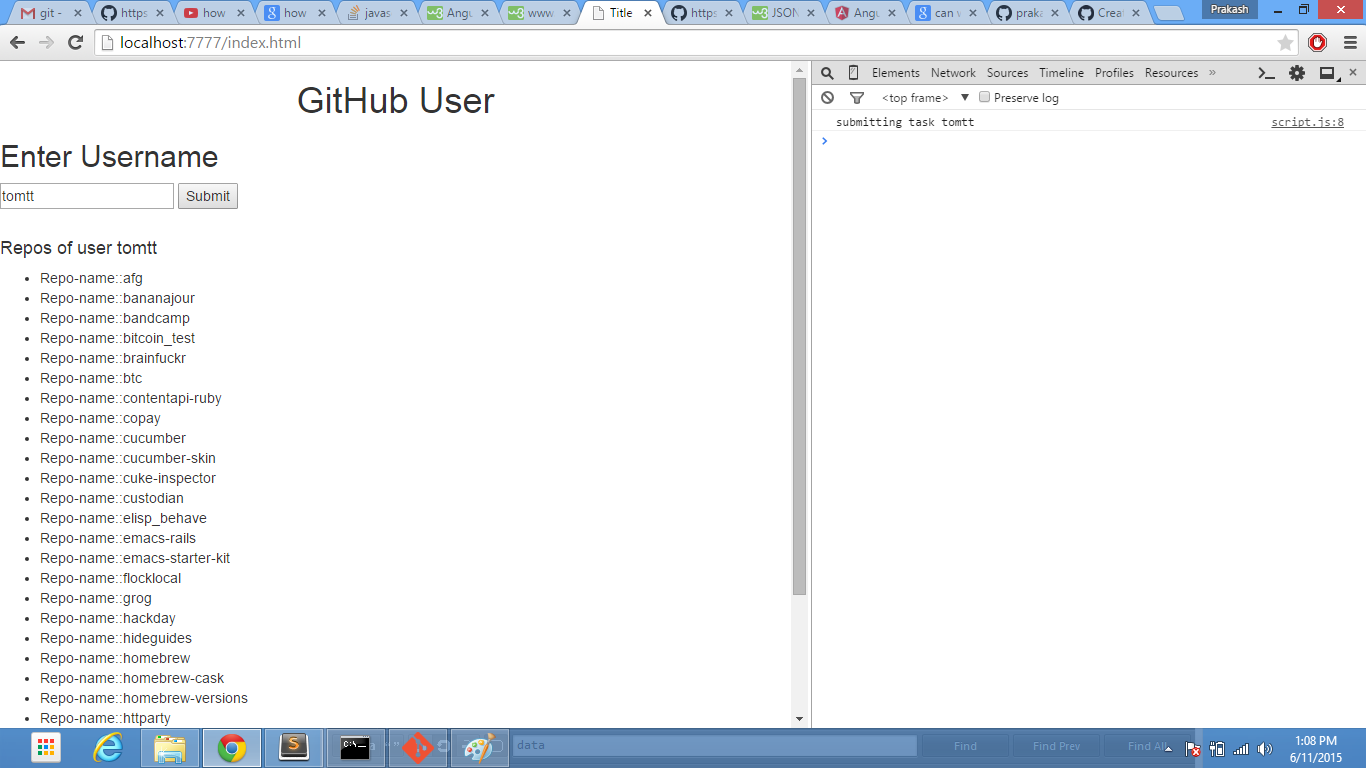 git -
https
how
how
javas
Angu
www
Title
https
JSON
Angu
can v
praka
Creat
Prakash
localhost:7777/index.html
GitHub User
Enter Username
tomtt
Submit
Repos of user tomtt
Repo-name::afg
Repo-name::bananajour
Repo-name::bandcamp
Repo-name::bitcoin_test
Repo-name::brainfuckr
Repo-name::btc
Repo-name::contentapi-ruby
Repo-name::copay
Repo-name::cucumber
Repo-name::cucumber-skin
Repo-name::cuke-inspector
Repo-name::custodian
Repo-name::elisp_behave
Repo-name::emacs-rails
Repo-name::emacs-starter-kit
Repo-name::flocklocal
Repo-name::grog
Repo-name::hackday
Repo-name::hideguides
Repo-name::homebrew
Repo-name::homebrew-cask
Repo-name::homebrew-versions
Repo-name::httparty
Elements Network Sources Timeline Profiles Resources »
<top frame> Preserve log
submitting task tomtt script.js:8
data
Find
Find Prev
Find All
1:08 PM
6/11/2015